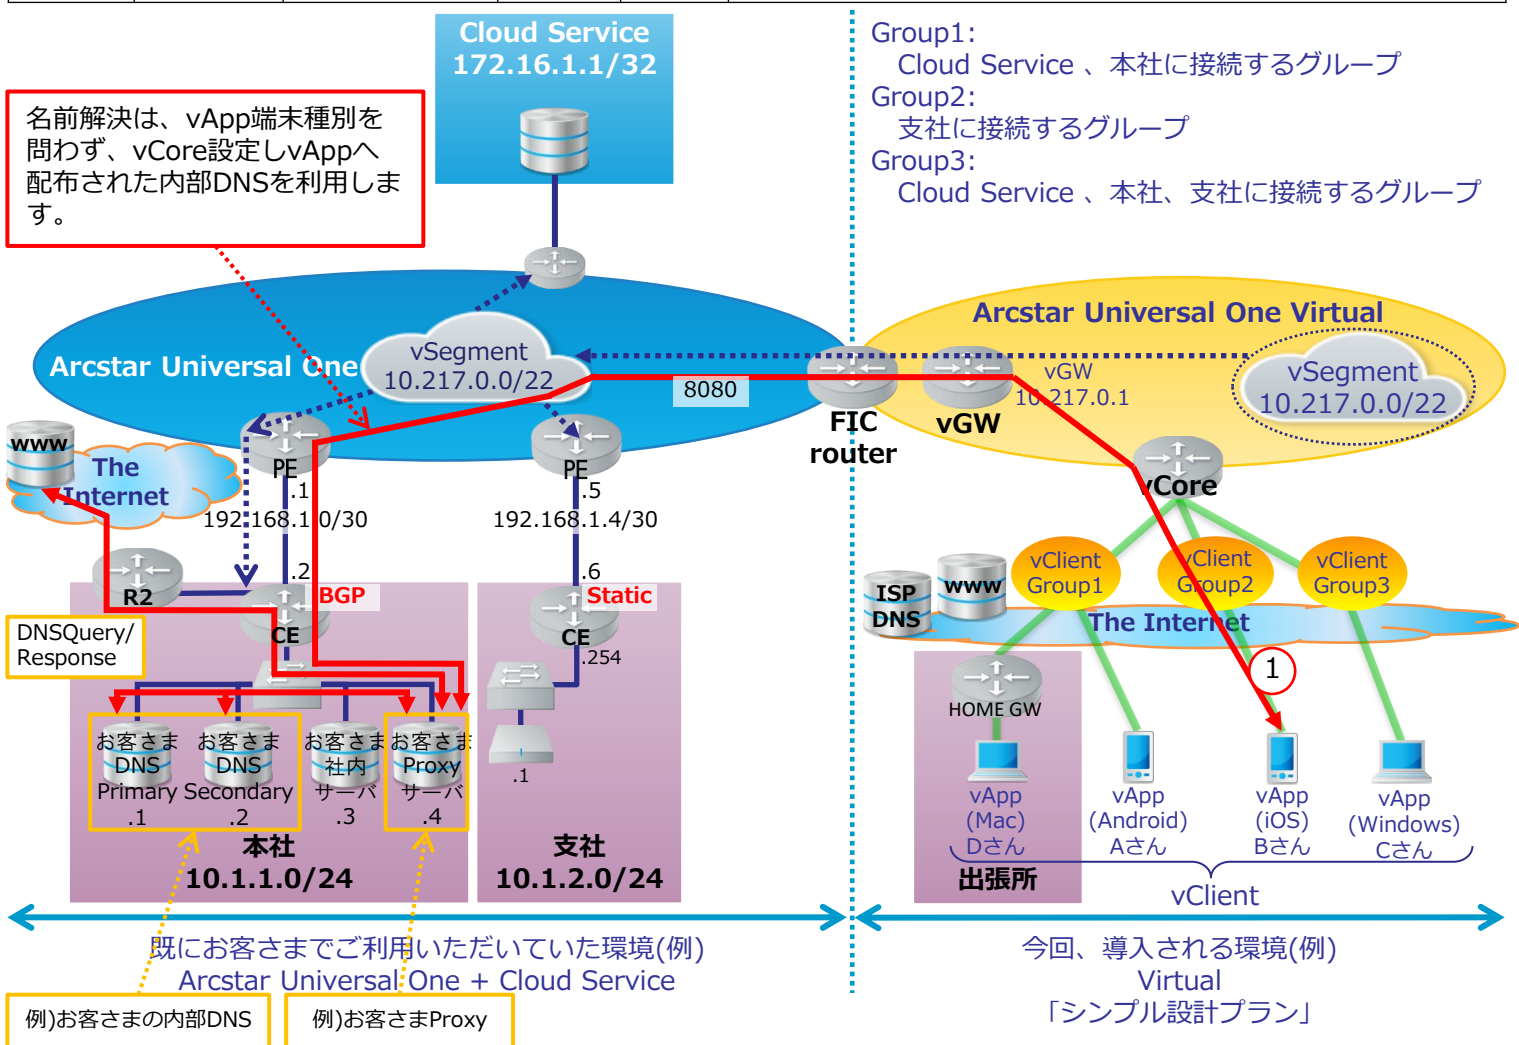 Cloud Service
172.16.1.1/32
Group1:
Cloud Service 、本社に接続するグループ
Group2:
支社に接続するグループ
Group3:
Cloud Service 、本社、支社に接続するグループ
名前解決は、vApp端末種別を
問わず、vCore設定しvAppへ
配布された内部DNSを利用しま
す。
Arcstar Universal One
vSegment
10.217.0.0/22
8080
Arcstar Universal One Virtual
vGW
10.217.0.1
vSegment
10.217.0.0/22
FIC
router
vGW
vCore
www
The
Internet
PE
.1
192.168.1.0/30
.2
PE
.5
192.168.1.4/30
.6
R2
BGP
CE
Static
CE
.254
DNSQuery/
Response
お客さま
DNS
Primary
.1
お客さま
DNS
Secondary
.2
お客さま
社内
サーバ
.3
お客さま
Proxy
サーバ
.4
.1
本社
10.1.1.0/24
支社
10.1.2.0/24
ISP
DNS
www
vClient
Group1
vClient
Group2
vClient
Group3
The Internet
1
HOME GW
vApp
(Mac)
Dさん
vApp
(Android)
Aさん
vApp
(iOS)
Bさん
vApp
(Windows)
Cさん
出張所
vClient
既にお客さまでご利用いただいていた環境(例)
Arcstar Universal One + Cloud Service
今回、導入される環境(例)
Virtual
「シンプル設計プラン」
例)お客さまの内部DNS
例)お客さまProxy